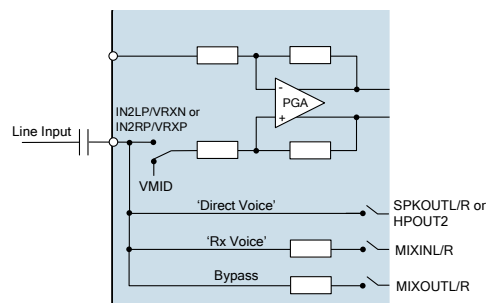 -
PGA
+
IN2LP/VRXN or
IN2RP/VRXP
Line Input
VMID
'Direct Voice'
SPKOUTL/R or
HPOUT2
'Rx Voice'
MIXINL/R
Bypass
MIXOUTL/R